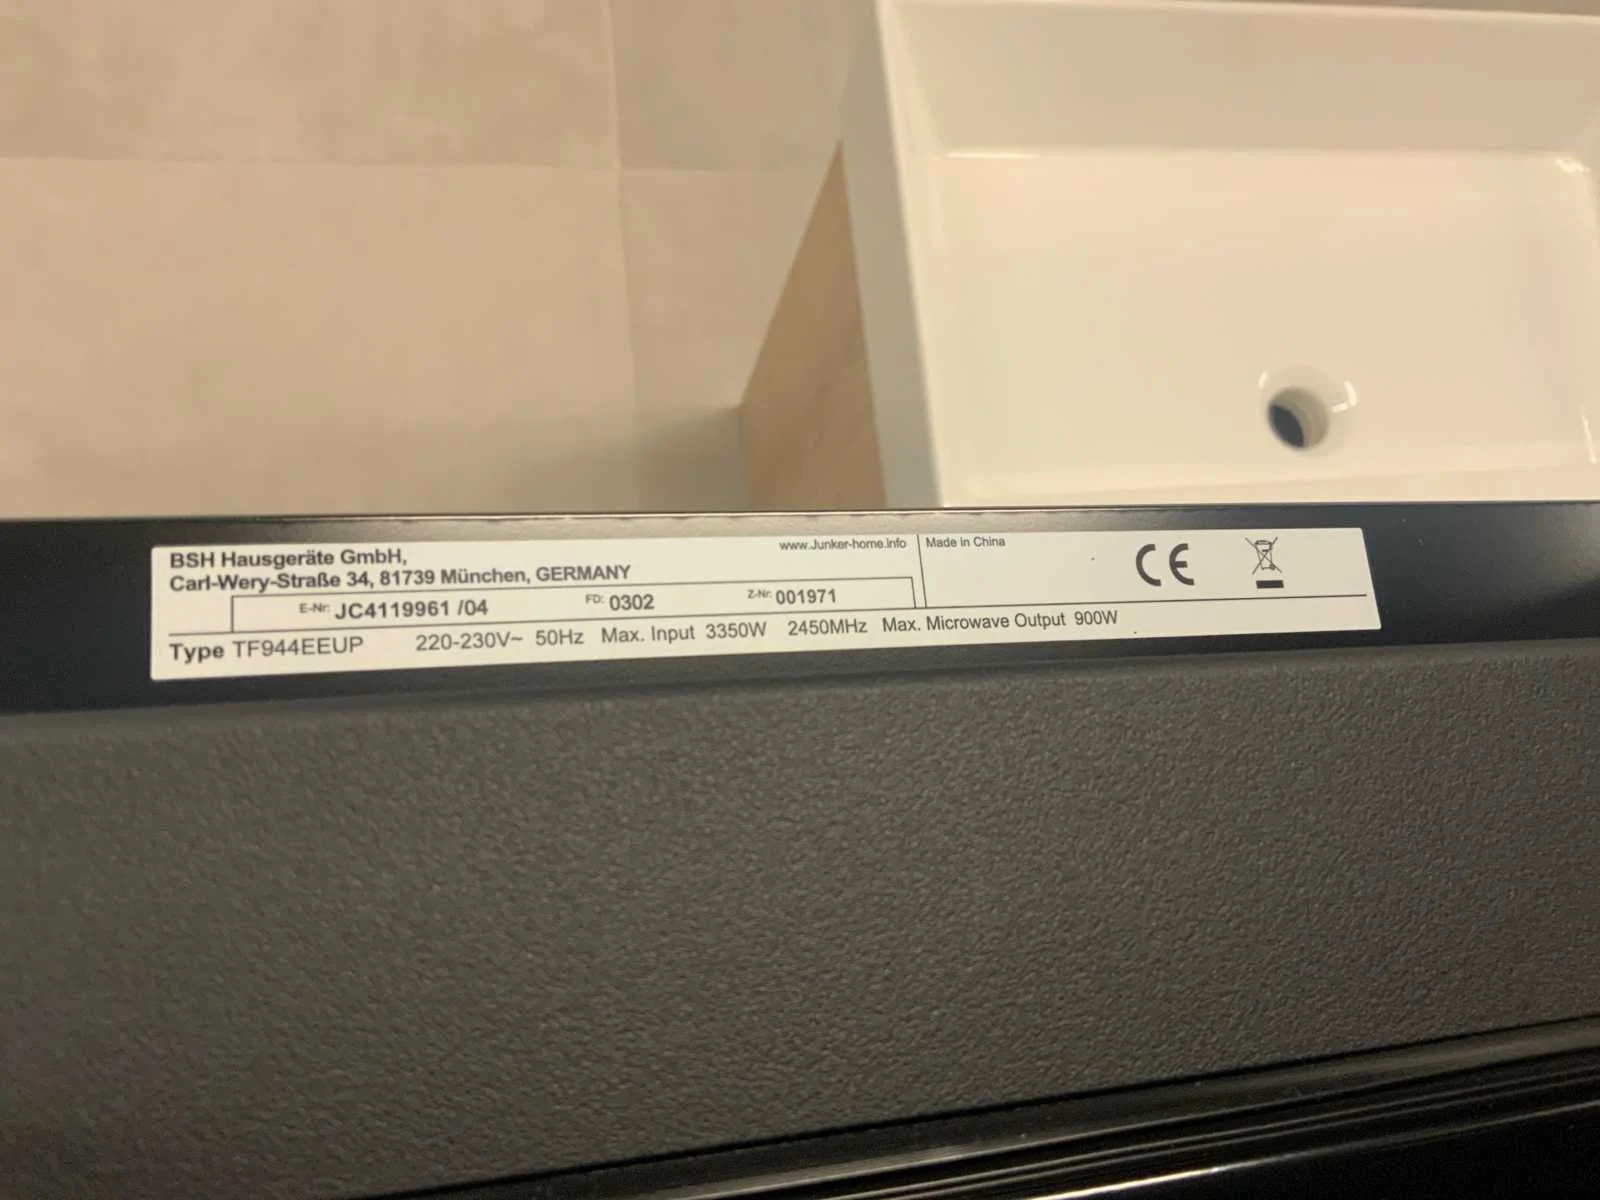 BSH Hausgeräte GmbH,
Carl-Wery-Straße 34, 81739 München, GERMANY
www.Junker-home.info
Made in China
CE
E-Nr: JC4119961 /04 FD: 0302 Z-Nr: 001971
Type TF944EEUP 220-230V~ 50Hz Max. Input 3350W 2450MHz Max. Microwave Output 900W